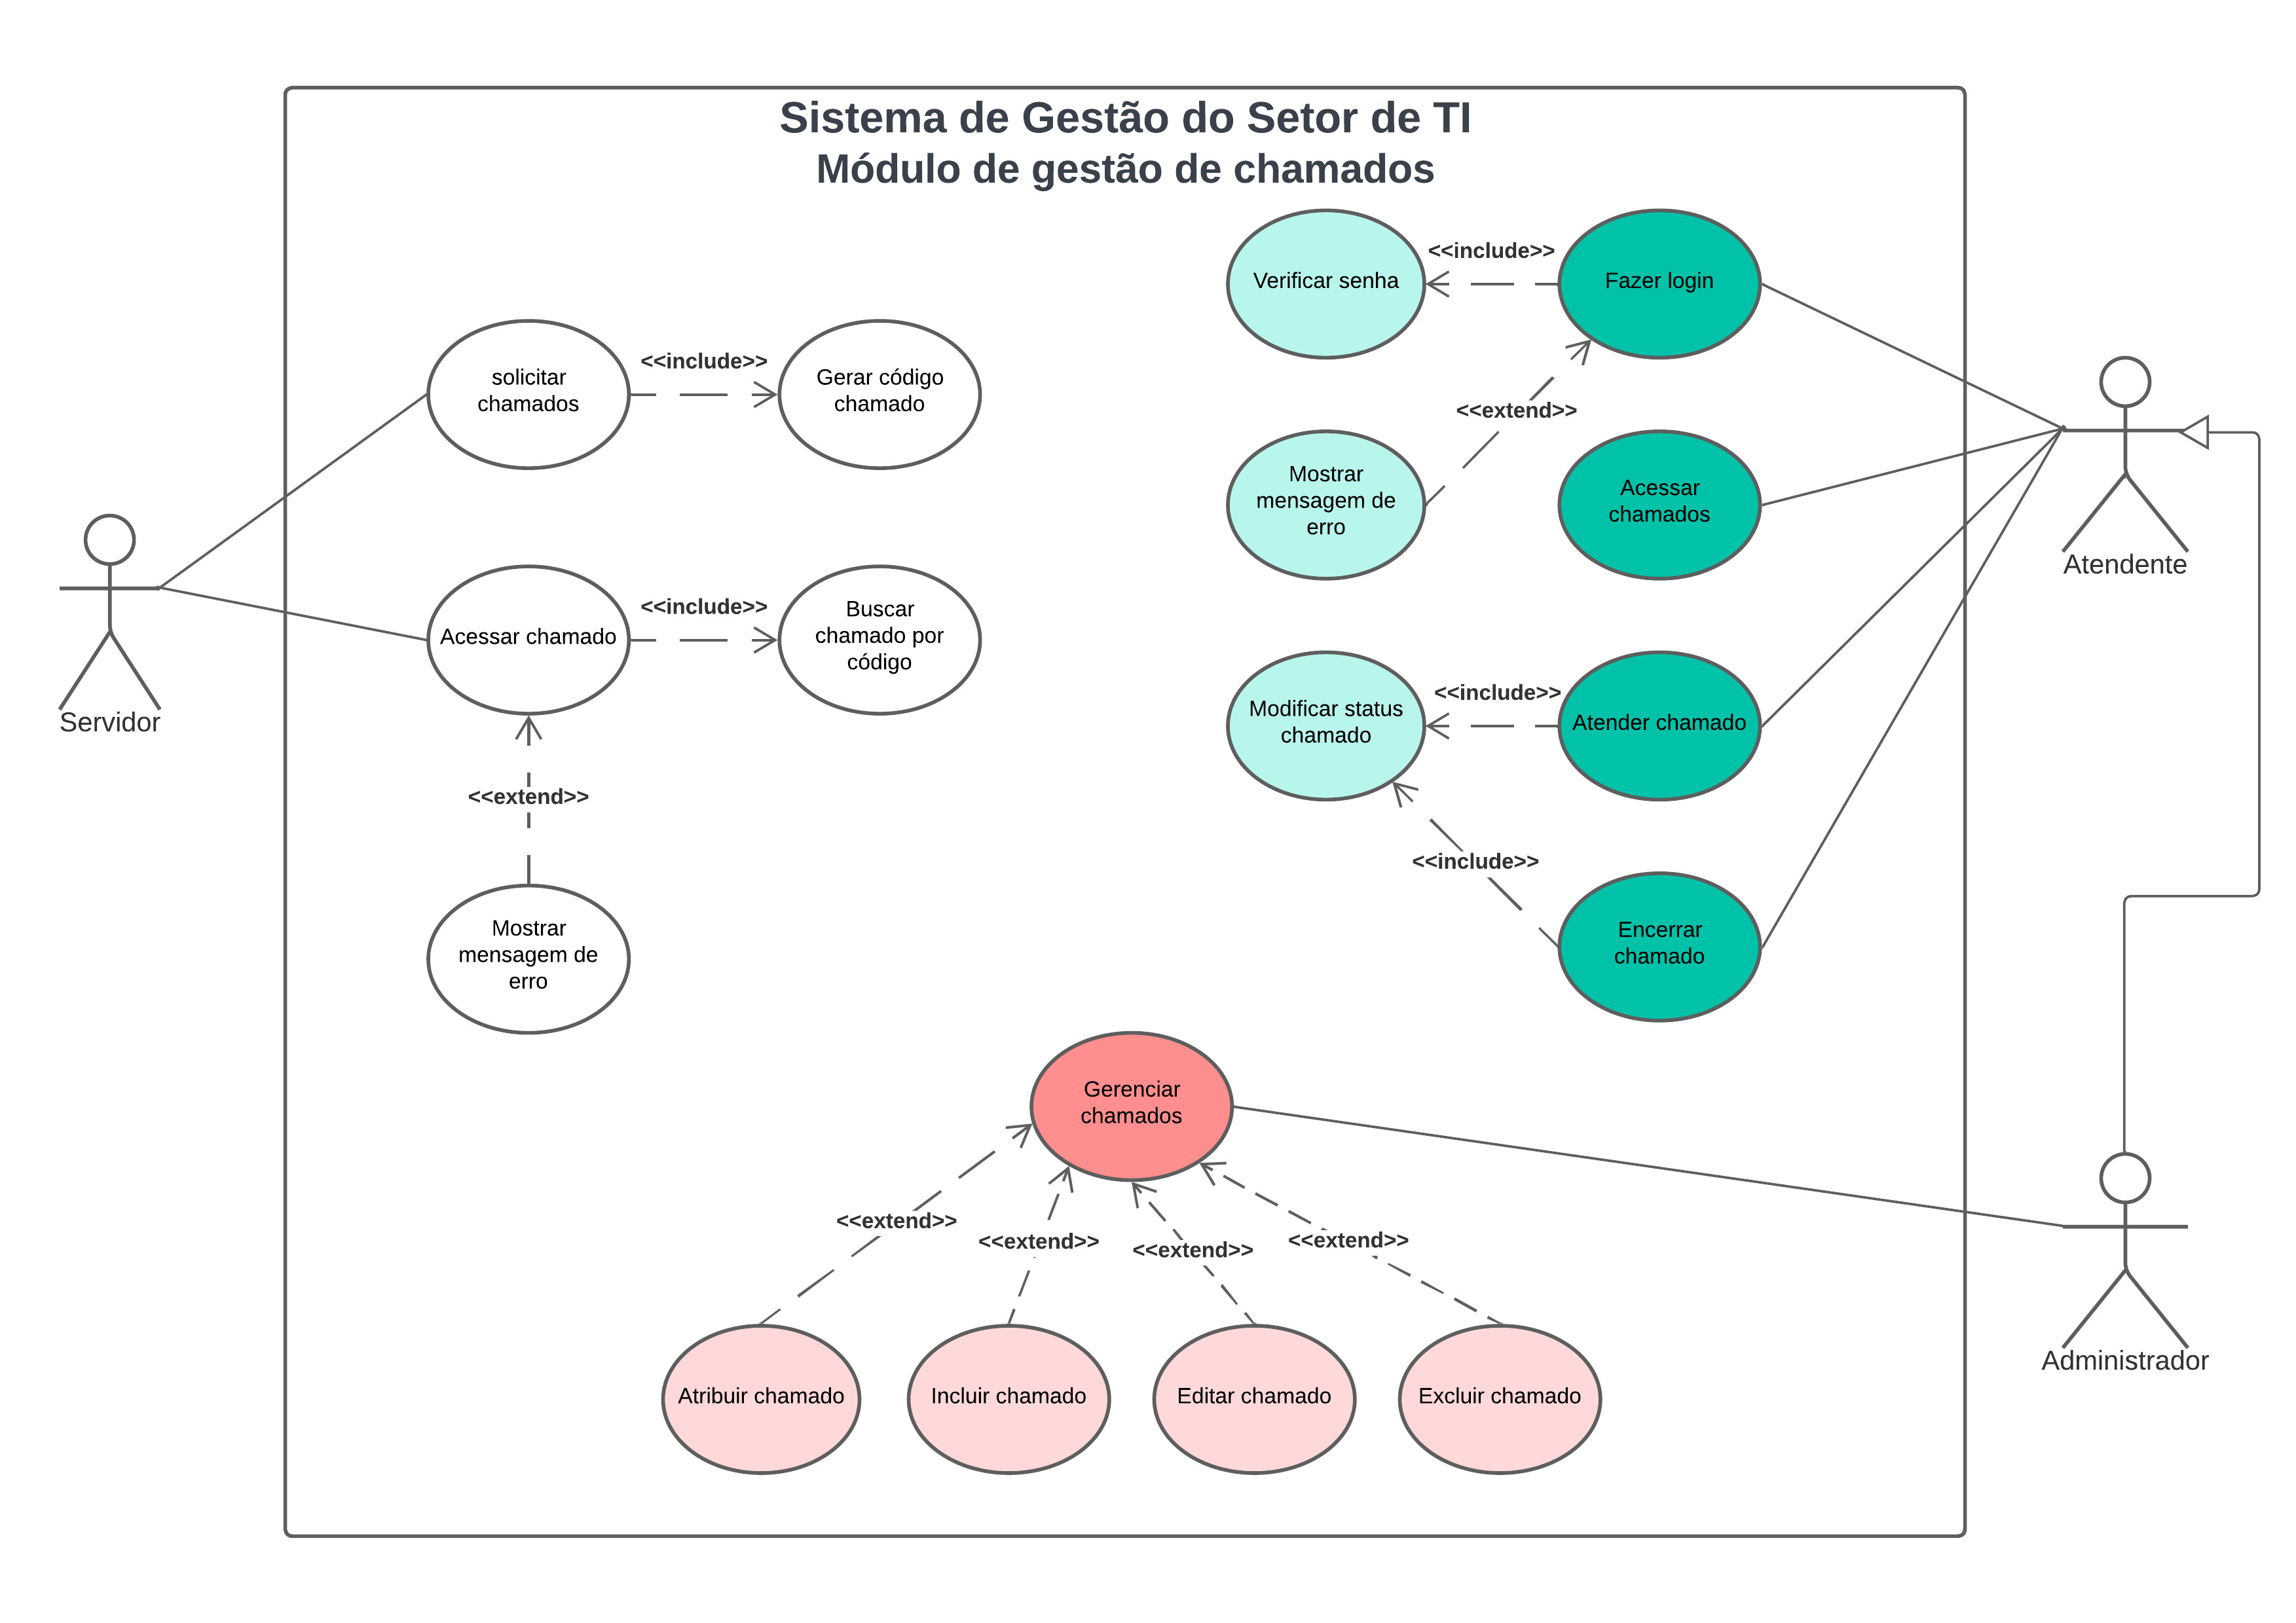 Sistema de Gestão do Setor de TI
Módulo de gestão de chamados
solicitar
chamados
<<include>>
Gerar código
chamado
Servidor
Acessar chamado
<<include>>
Buscar
chamado por
código
<<extend>>
Mostrar
mensagem de
erro
Verificar senha
<<include>>
Fazer login
<<extend>>
Mostrar
mensagem de
erro
Acessar
chamados
Atendente
Modificar status
chamado
<<include>>
Atender chamado
<<include>>
Encerrar
chamado
Gerenciar
chamados
<<extend>>
<<extend>>
<<extend>>
<<extend>>
Atribuir chamado
Incluir chamado
Editar chamado
Excluir chamado
Administrador